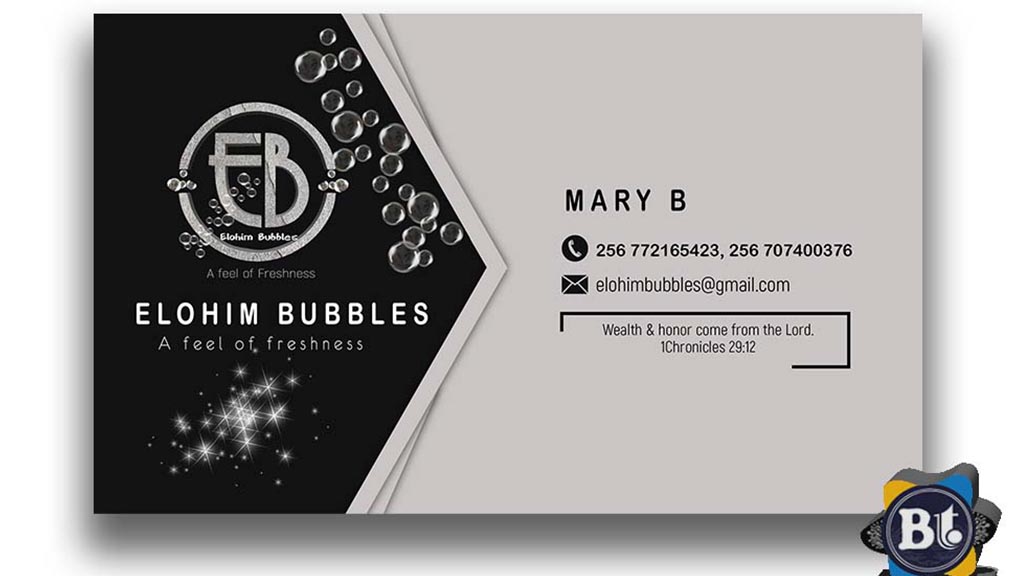 EB
Elohim Bubbles
A feel of Freshness
ELOHIM BUBBLES
A feel of freshness
MARY B
256 772165423, 256 707400376
elohimbubbles@gmail.com
Wealth & honor come from the Lord.
1Chronicles 29:12
Bt.